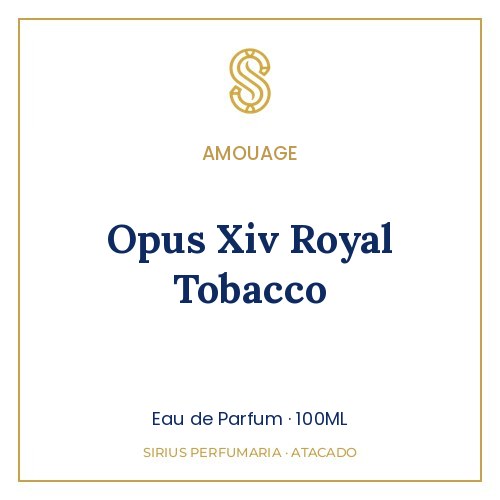 AMOUAGE
Opus Xiv Royal
Tobacco
Eau de Parfum · 100ML
SIRIUS PERFUMARIA · ATACADO